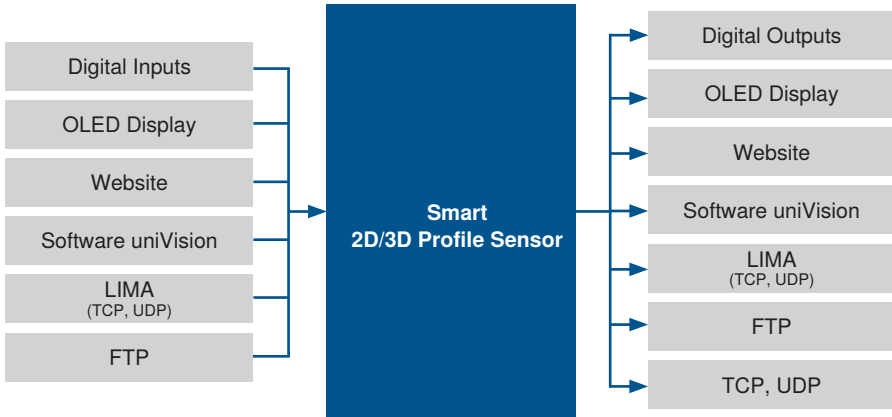 Digital Inputs
OLED Display
Website
Software uniVision
LIMA
(TCP, UDP)
FTP
Smart
2D/3D Profile Sensor
Digital Outputs
OLED Display
Website
Software uniVision
LIMA
(TCP, UDP)
FTP
TCP, UDP